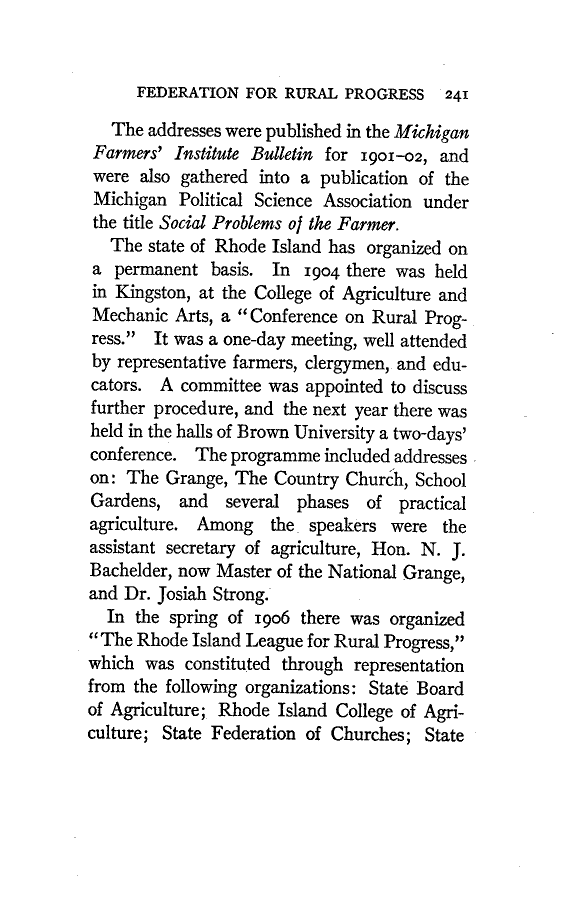 FEDERATION FOR RURAL PROGRESS 241
The addresses were published in the Michigan
Farmers' Institute Bulletin for 1901–02, and
were also gathered into a publication of the
Michigan Political Science Association under
the title Social Problems of the Farmer.
The state of Rhode Island has organized on
a permanent basis. In 1904 there was held
in Kingston, at the College of Agriculture and
Mechanic Arts, a "Conference on Rural Prog-
ress." It was a one-day meeting, well attended
by representative farmers, clergymen, and edu-
cators. A committee was appointed to discuss
further procedure, and the next year there was
held in the halls of Brown University a two-days'
conference. The programme included addresses
on: The Grange, The Country Church, School
Gardens, and several phases of practical
agriculture. Among the speakers were the
assistant secretary of agriculture, Hon. N. J.
Bachelder, now Master of the National Grange,
and Dr. Josiah Strong.
In the spring of 1906 there was organized
"The Rhode Island League for Rural Progress,"
which was constituted through representation
from the following organizations: State Board
of Agriculture; Rhode Island College of Agri-
culture; State Federation of Churches; State